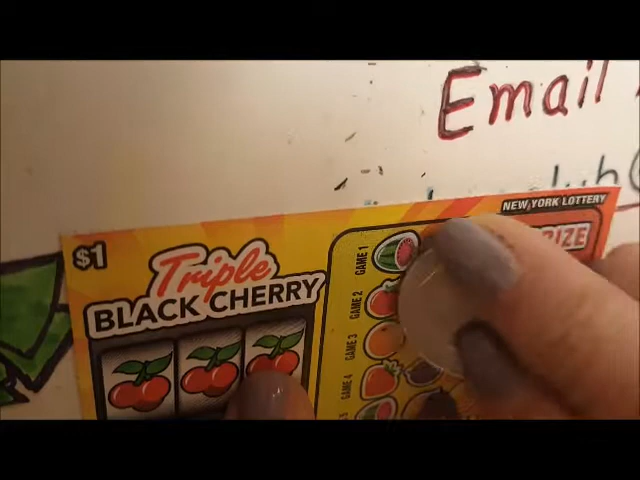 Email
$1
NEW YORK LOTTERY
Triple
BLACK CHERRY
GAME 1
GAME 2
GAME 3
GAME 4